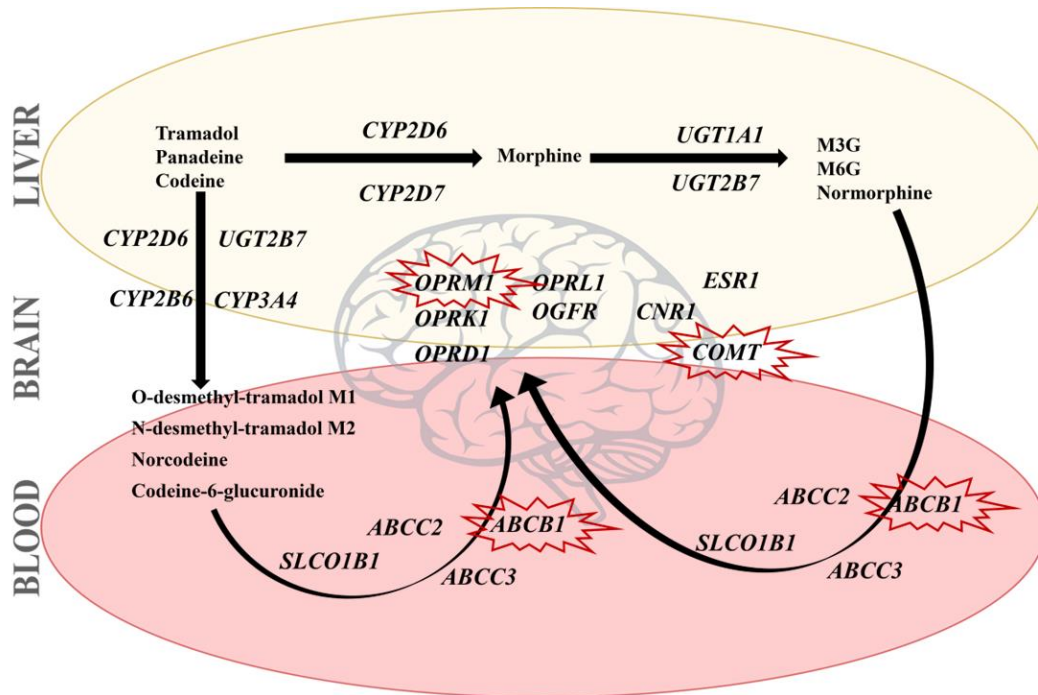 LIVER
BRAIN
BLOOD
Tramadol
Panadeine
Codeine
CYP2D6
CYP2D7
Morphine
UGT1A1
UGT2B7
M3G
M6G
Normorphine
CYP2D6
UGT2B7
CYP2B6
CYP3A4
OPRM1
OPRL1
OPRK1
OGFR
OPRD1
CNR1
ESR1
COMT
O-desmethyl-tramadol M1
N-desmethyl-tramadol M2
Norcodeine
Codeine-6-glucuronide
SLCO1B1
ABCC2
ABCB1
ABCC3
SLCO1B1
ABCC2
ABCB1
ABCC3